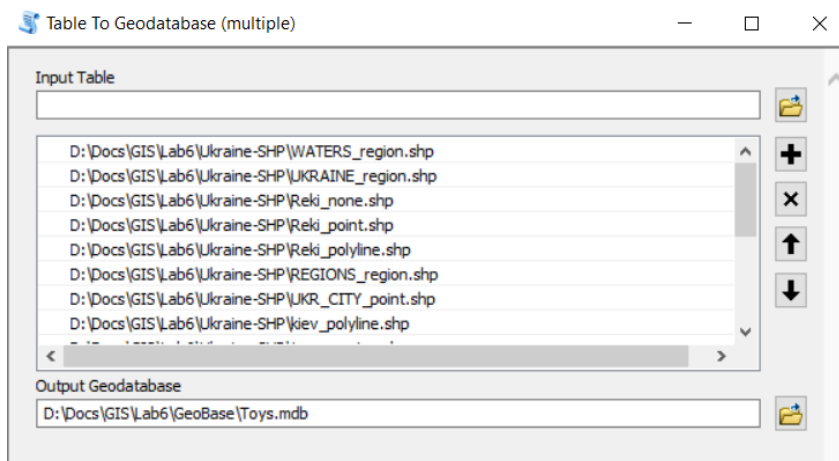 Table To Geodatabase (multiple)
Input Table
D:\Docs\GIS\Lab6\Ukraine-SHP\WATERS_region.shp
D:\Docs\GIS\Lab6\Ukraine-SHP\UKRAINE_region.shp
D:\Docs\GIS\Lab6\Ukraine-SHP\Reki_none.shp
D:\Docs\GIS\Lab6\Ukraine-SHP\Reki_point.shp
D:\Docs\GIS\Lab6\Ukraine-SHP\Reki_polyline.shp
D:\Docs\GIS\Lab6\Ukraine-SHP\REGIONS_region.shp
D:\Docs\GIS\Lab6\Ukraine-SHP\UKR_CITY_point.shp
D:\Docs\GIS\Lab6\Ukraine-SHP\kiev_polyline.shp
Output Geodatabase
D:\Docs\GIS\Lab6\GeoBase\Toys.mdb